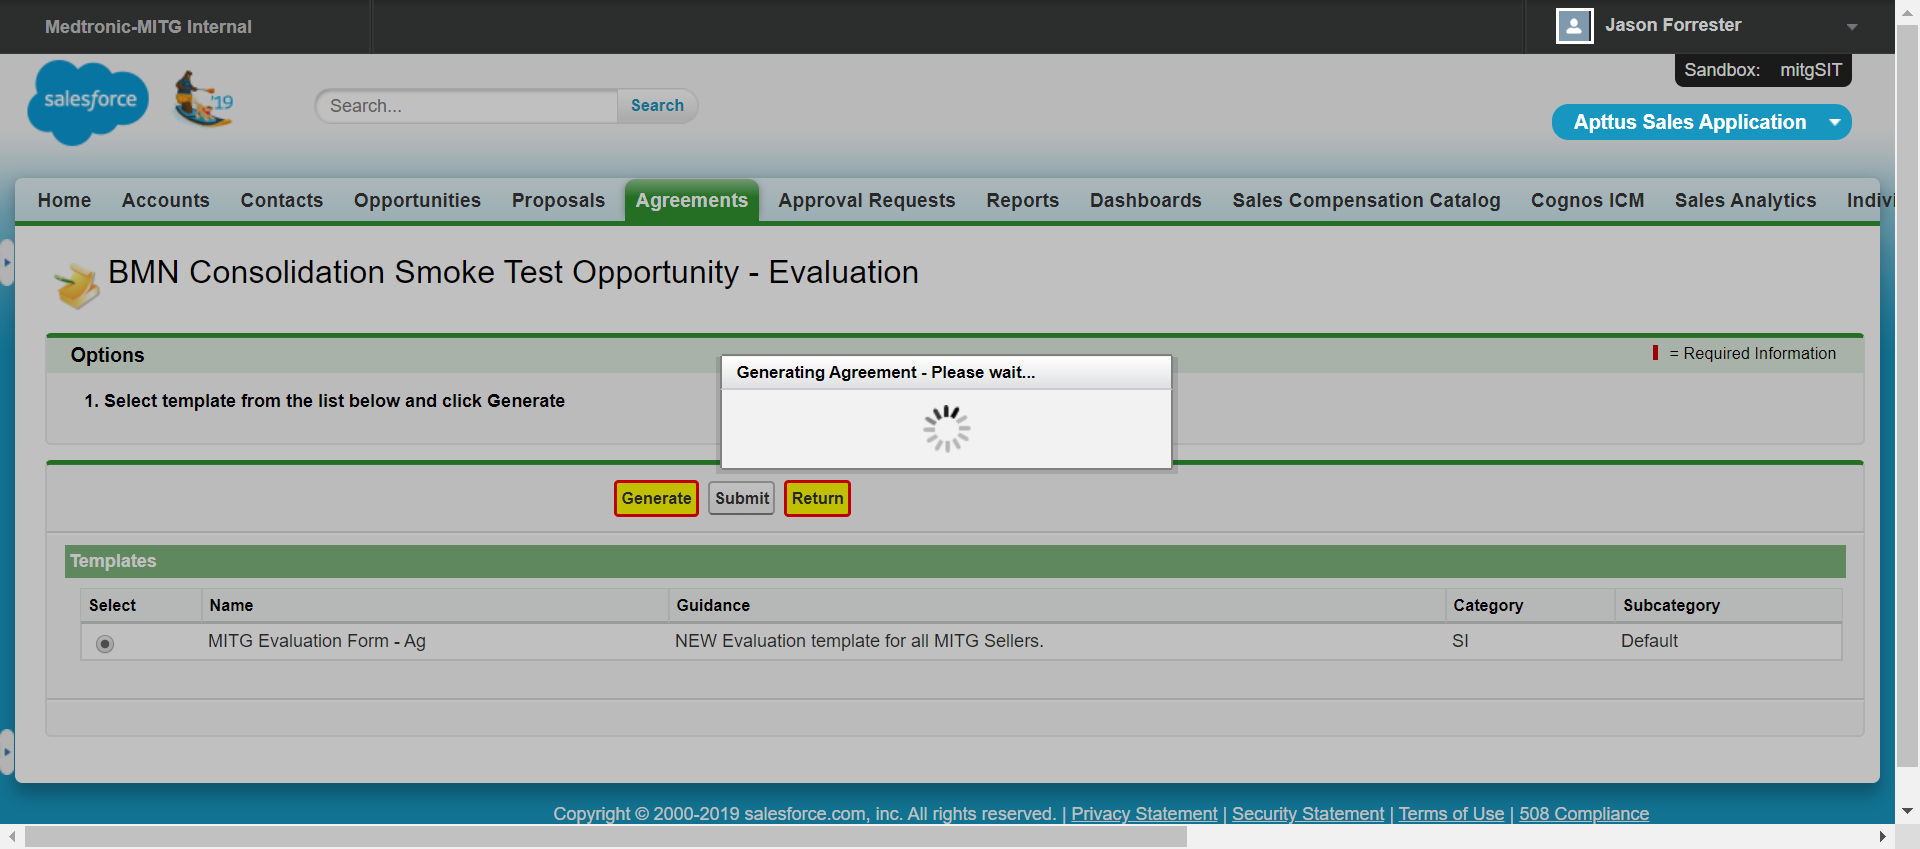 Medtronic-MITG Internal
Jason Forrester
Sandbox: mitgSIT
salesforce
'19
Search...
Search
Apttus Sales Application
Home Accounts Contacts Opportunities Proposals Agreements Approval Requests Reports Dashboards Sales Compensation Catalog Cognos ICM Sales Analytics Indivi
BMN Consolidation Smoke Test Opportunity - Evaluation
Options
= Required Information
Generating Agreement - Please wait...
1. Select template from the list below and click Generate
Generate Submit Return
Templates
Select Name Guidance Category Subcategory
MITG Evaluation Form - Ag NEW Evaluation template for all MITG Sellers. SI Default
Copyright © 2000-2019 salesforce.com, inc. All rights reserved. | Privacy Statement | Security Statement | Terms of Use | 508 Compliance